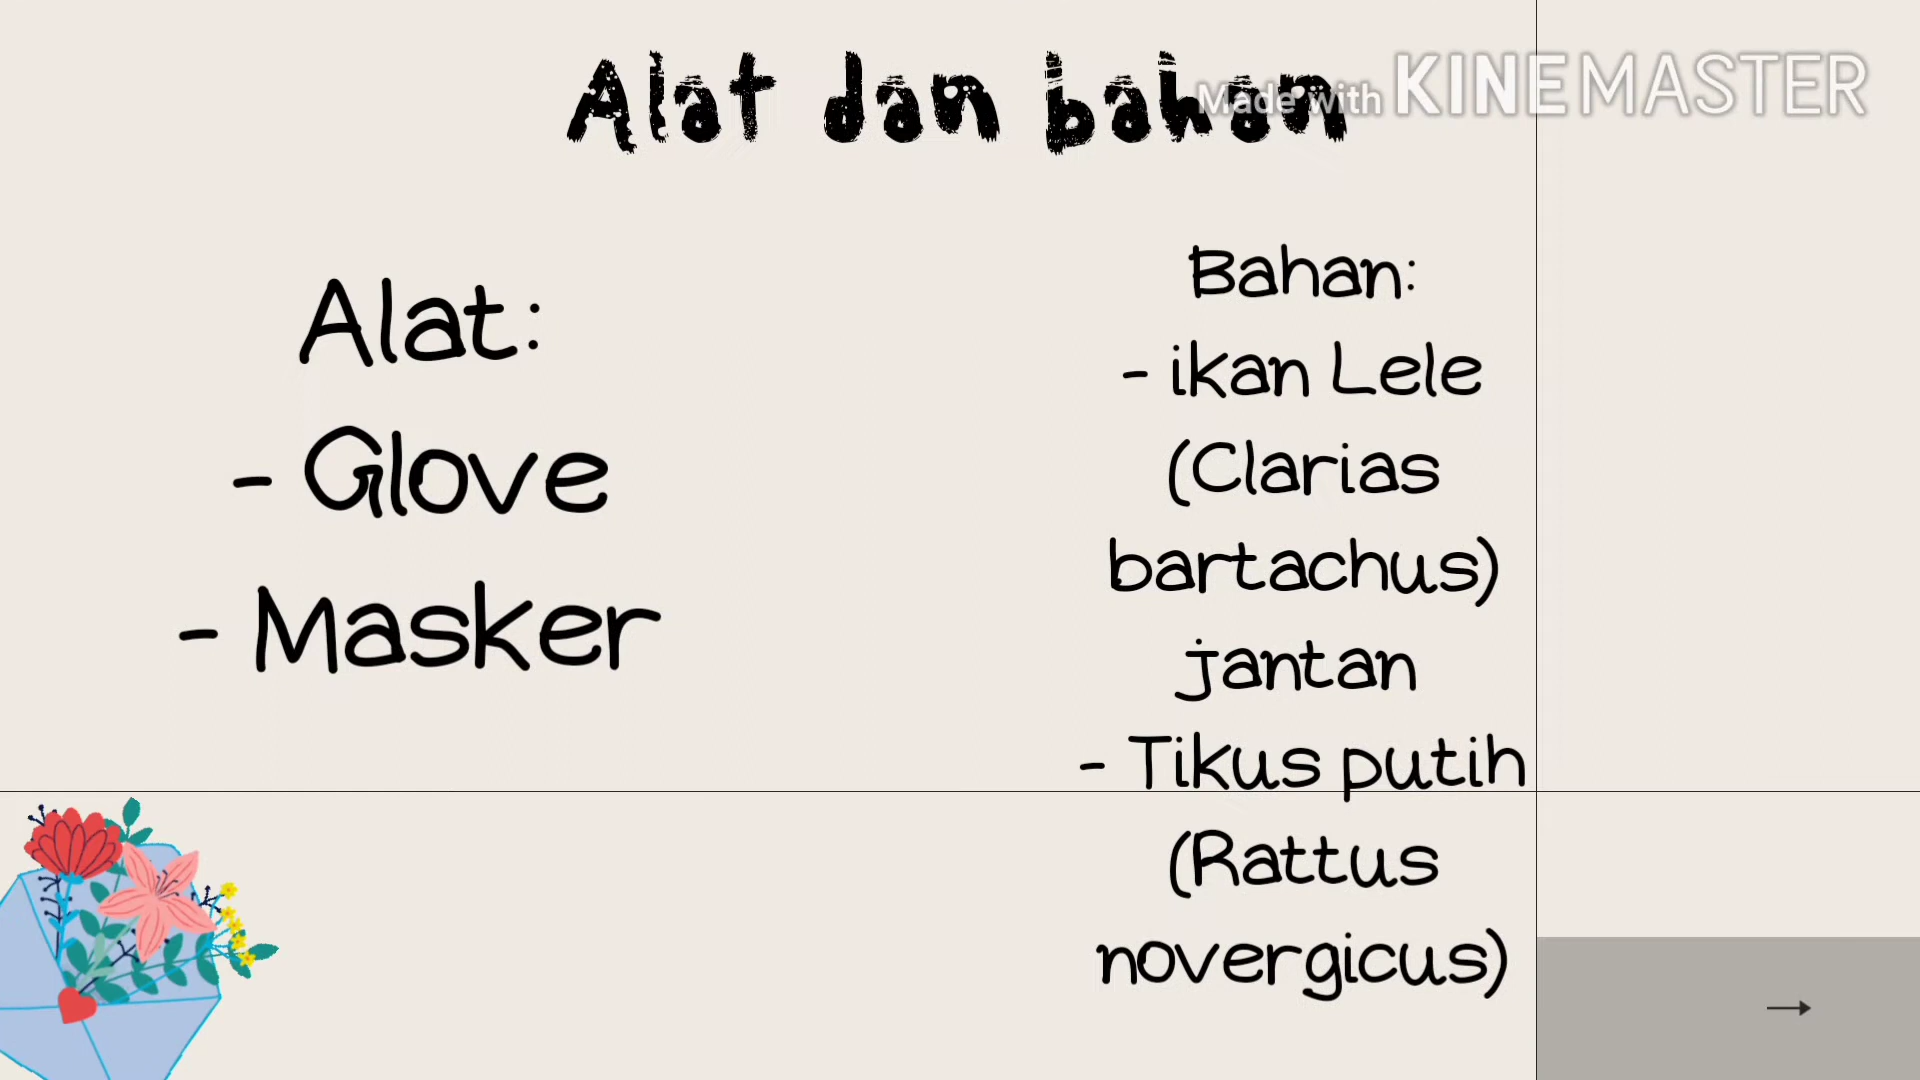 Alat dan bahan
Made with KINEMASTER
Alat:
- Glove
- Masker
Bahan:
- ikan Lele
(Clarias
bartachus)
jantan
- Tikus putih
(Rattus
novergicus)